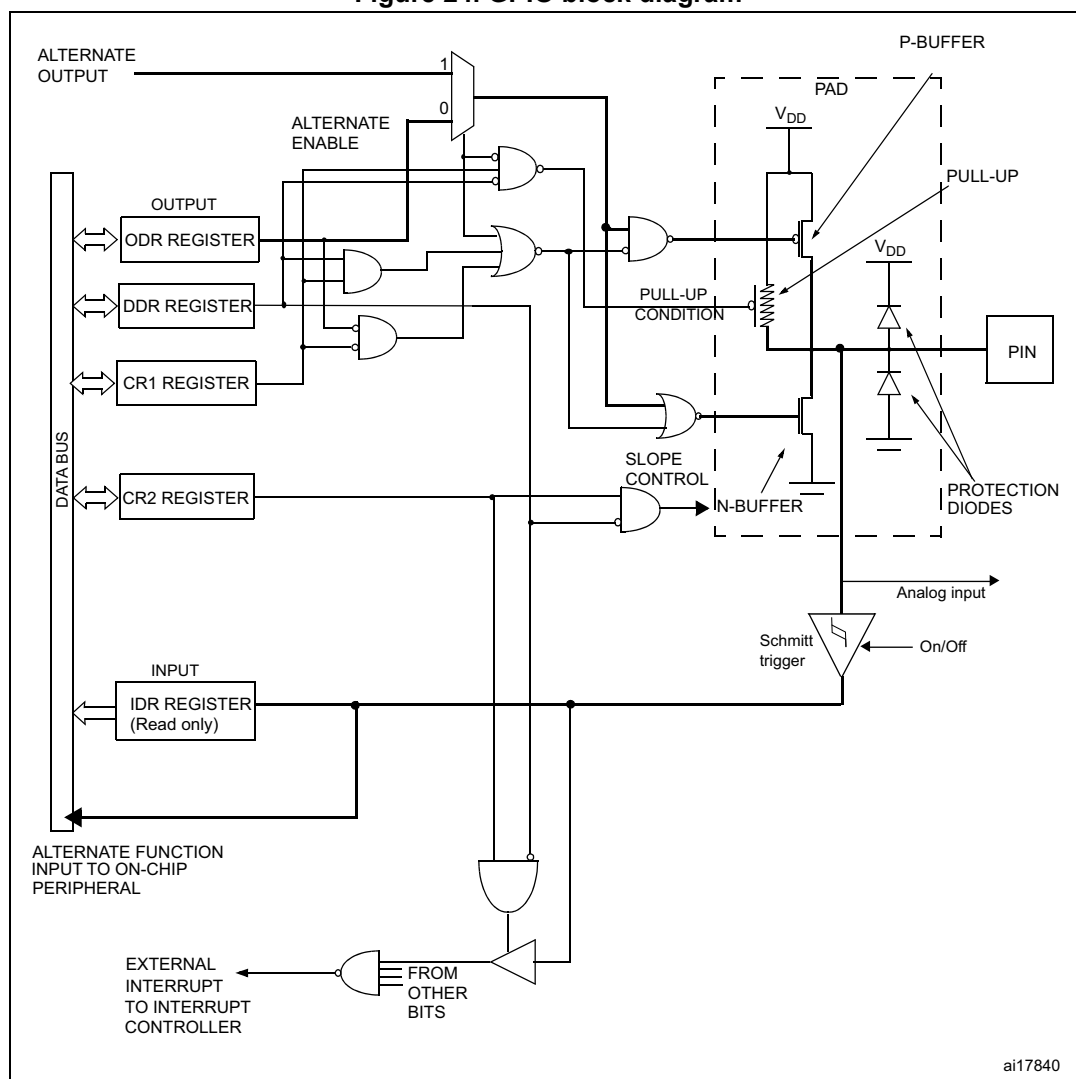 ALTERNATE
OUTPUT
1
0
ALTERNATE
ENABLE
P-BUFFER
PAD
VDD
PULL-UP
OUTPUT
ODR REGISTER
VDD
DDR REGISTER
PULL-UP
CONDITION
PIN
CR1 REGISTER
DATA BUS
SLOPE
CONTROL
CR2 REGISTER
N-BUFFER
PROTECTION
DIODES
Analog input
Schmitt
trigger
On/Off
INPUT
IDR REGISTER
(Read only)
ALTERNATE FUNCTION
INPUT TO ON-CHIP
PERIPHERAL
EXTERNAL
INTERRUPT
TO INTERRUPT
CONTROLLER
FROM
OTHER
BITS
ai17840